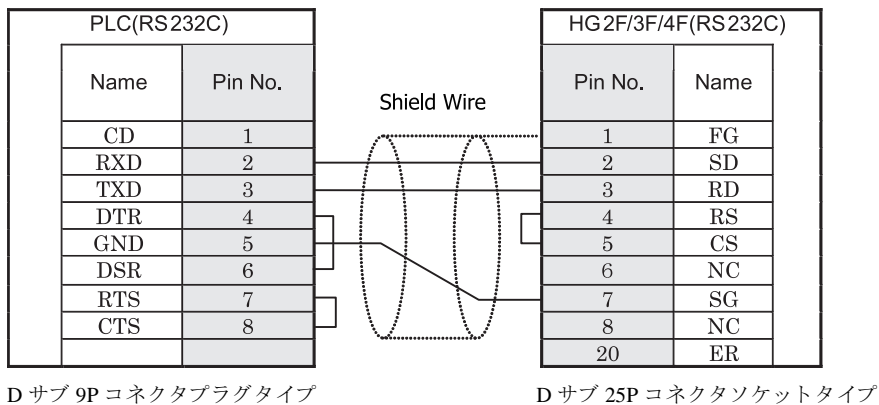 PLC(RS232C) HG2F/3F/4F(RS232C)
Name Pin No. Pin No. Name
Shield Wire
CD 1 1 FG
RXD 2 2 SD
TXD 3 3 RD
DTR 4 4 RS
GND 5 5 CS
DSR 6 6 NC
RTS 7 7 SG
CTS 8 8 NC
20 ER
D サブ 9P コネクタプラグタイプ D サブ 25P コネクタソケットタイプ